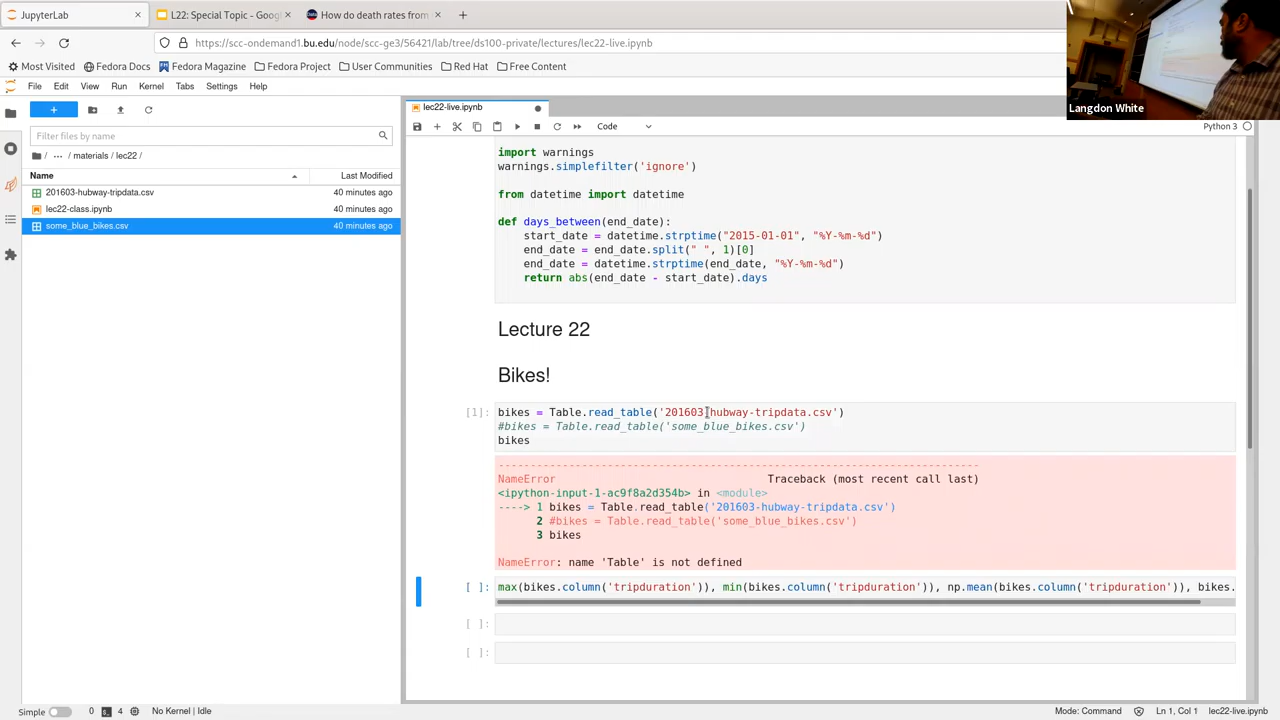 JupyterLab
L22: Special Topic - Goog
How do death rates from
https://scc-ondemand1.bu.edu/node/scc-ge3/56421/lab/tree/ds100-private/lectures/lec22-live.ipynb
Most Visited
Fedora Docs
Fedora Magazine
Fedora Project
User Communities
Red Hat
Free Content
Langdon White
File Edit View Run Kernel Tabs Settings Help
lec22-live.ipynb
Code
Python 3
Filter files by name
/ ... / materials / lec22 /
Name Last Modified
201603-hubway-tripdata.csv 40 minutes ago
lec22-class.ipynb 40 minutes ago
some_blue_bikes.csv 40 minutes ago
import warnings
warnings.simplefilter('ignore')
from datetime import datetime
def days_between(end_date):
start_date = datetime.strptime("2015-01-01", "%Y-%m-%d")
end_date = end_date.split(" ", 1)[0]
end_date = datetime.strptime(end_date, "%Y-%m-%d")
return abs(end_date - start_date).days
Lecture 22
Bikes!
[1]: bikes = Table.read_table('201603-hubway-tripdata.csv')
#bikes = Table.read_table('some_blue_bikes.csv')
bikes
---------------------------------------------------------------------------
NameError Traceback (most recent call last)
<ipython-input-1-ac9f8a2d354b> in <module>
----> 1 bikes = Table.read_table('201603-hubway-tripdata.csv')
2 #bikes = Table.read_table('some_blue_bikes.csv')
3 bikes
NameError: name 'Table' is not defined
[ ]: max(bikes.column('tripduration')), min(bikes.column('tripduration')), np.mean(bikes.column('tripduration')), bikes.
[ ]:
[ ]:
Simple 0 4 No Kernel | Idle Mode: Command Ln 1, Col 1 lec22-live.ipynb